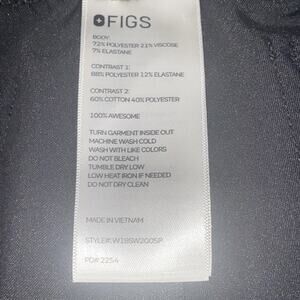 FIGS
BODY:
72% POLYESTER 21% VISCOSE
7% ELASTANE
CONTRAST 1:
88% POLYESTER 12% ELASTANE
CONTRAST 2:
60% COTTON 40% POLYESTER
100% AWESOME
TURN GARMENT INSIDE OUT
MACHINE WASH COLD
WASH WITH LIKE COLORS
DO NOT BLEACH
TUMBLE DRY LOW
LOW HEAT IRON IF NEEDED
DO NOT DRY CLEAN
MADE IN VIETNAM
STYLE#: W18SW2005P
PO# 2254